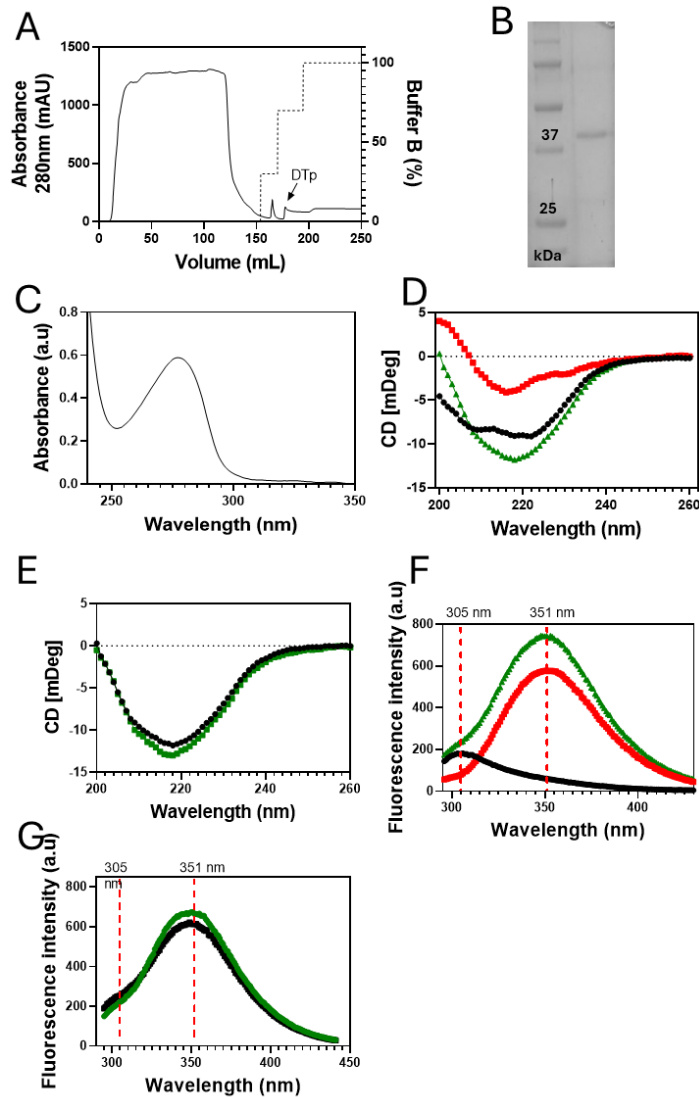 A
Absorbance
280nm (mAU)
1500
1000
500
0
0
50
100
150
200
250
Volume (mL)
100
50
0
Buffer B (%)
DTp
B
37
25
kDa
C
Absorbance (a.u)
0.8
0.6
0.4
0.2
0.0
250
300
350
Wavelength (nm)
D
CD [mDeg]
5
0
-5
-10
-15
200
220
240
260
Wavelength (nm)
E
CD [mDeg]
5
0
-5
-10
-15
200
220
240
260
Wavelength (nm)
F
Fluorescence intensity (a.u)
305 nm
351 nm
800
600
400
200
0
300
350
400
Wavelength (nm)
G
Fluorescence intensity (a.u)
305
nm
351 nm
800
600
400
200
0
300
350
400
450
Wavelength (nm)